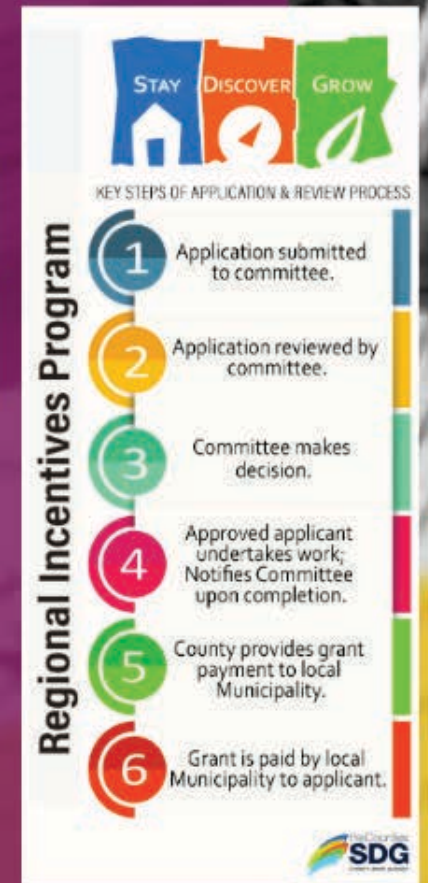 STAY DISCOVER GROW
KEY STEPS OF APPLICATION & REVIEW PROCESS
Regional Incentives Program
1
Application submitted
to committee.
2
Application reviewed by
committee.
3
Committee makes
decision.
4
Approved applicant
undertakes work;
Notifies Committee
upon completion.
5
County provides grant
payment to local
Municipality.
6
Grant is paid by local
Municipality to applicant.
SDG